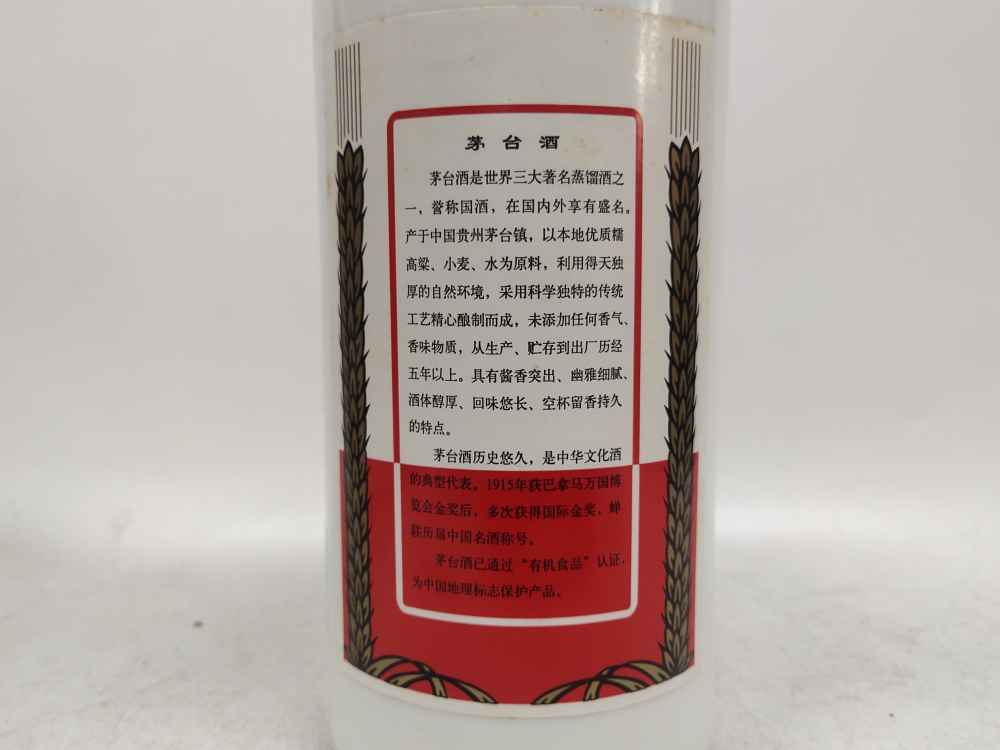 茅台酒
茅台酒是世界三大著名蒸馏酒之
一，誉称国酒，在国内外享有盛名。
产于中国贵州茅台镇，以本地优质糯
高粱、小麦、水为原料，利用得天独
厚的自然环境，采用科学独特的传统
工艺精心酿制而成，未添加任何香气、
香味物质，从生产、贮存到出厂历经
五年以上。具有酱香突出、幽雅细腻、
酒体醇厚、回味悠长、空杯留香持久
的特点。
茅台酒历史悠久，是中华文化酒
的典型代表。1915年获巴拿马万国博
览会金奖后，多次获得国际金奖，蝉
联历届中国名酒称号。
茅台酒已通过“有机食品”认证，
为中国地理标志保护产品。